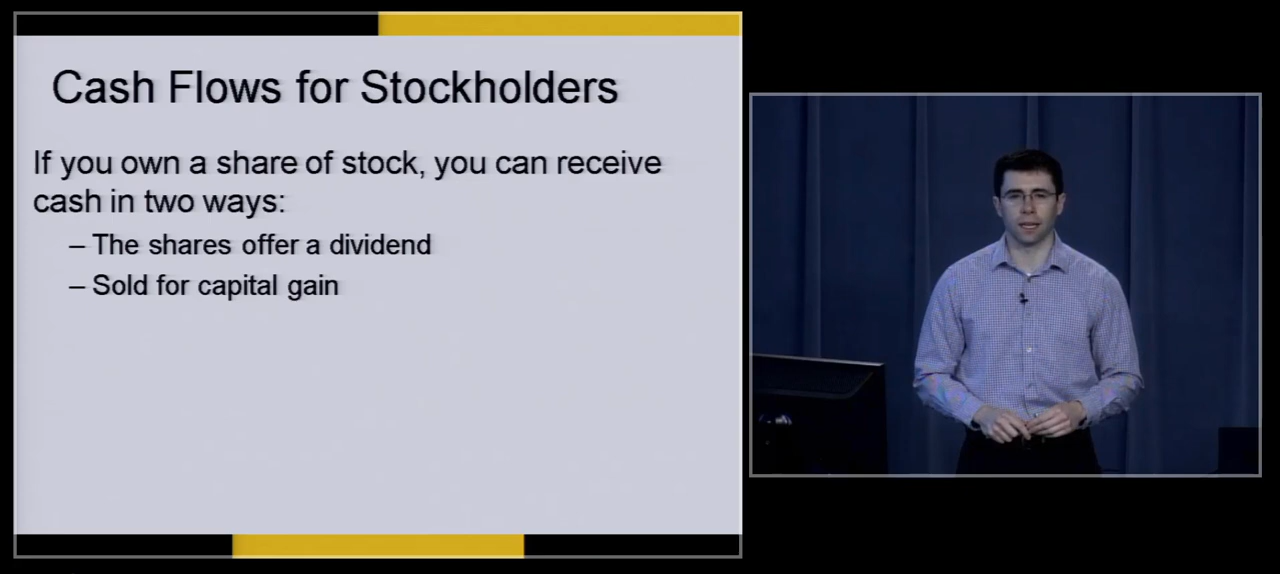 Cash Flows for Stockholders
If you own a share of stock, you can receive
cash in two ways:
– The shares offer a dividend
– Sold for capital gain